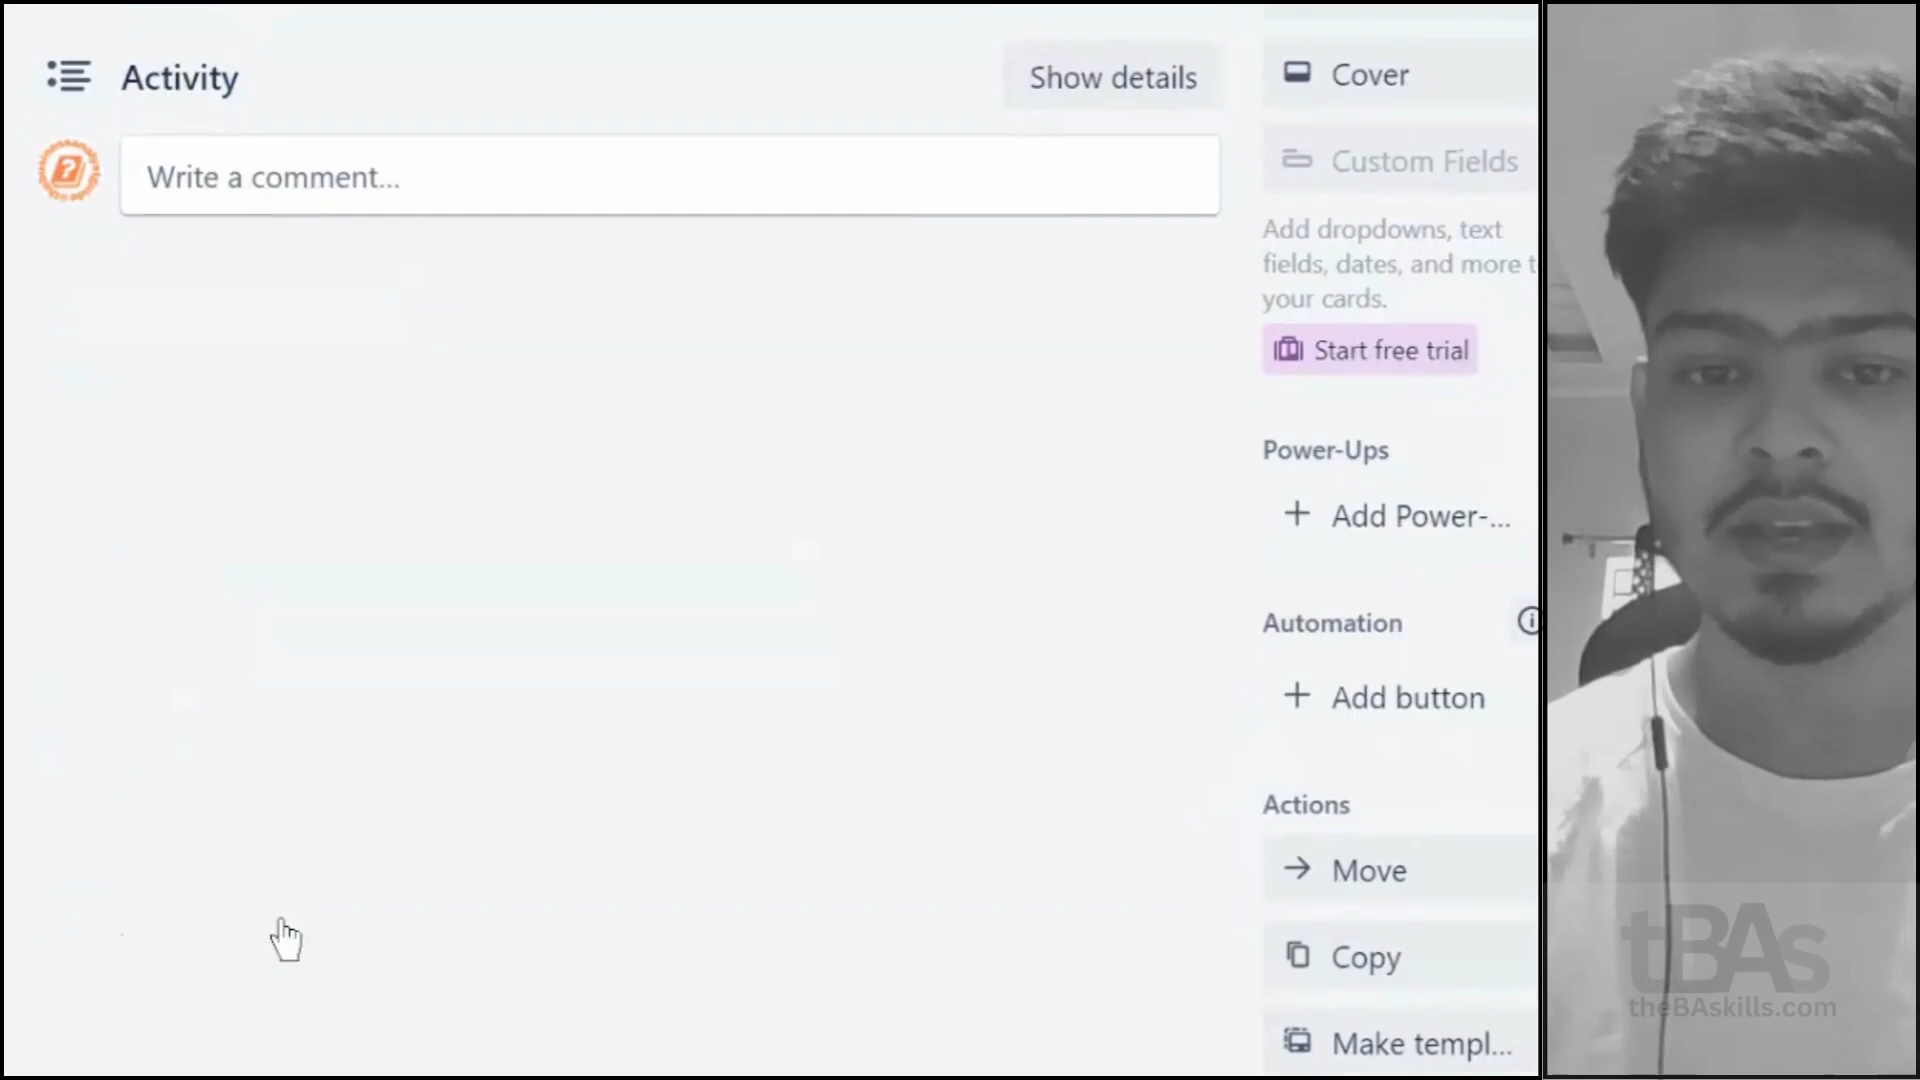 Activity
Show details
Write a comment...
Cover
Custom Fields
Add dropdowns, text
fields, dates, and more t
your cards.
Start free trial
Power-Ups
Add Power-...
Automation
Add button
Actions
Move
Copy
Make templ...
tBAs
theBAskills.com